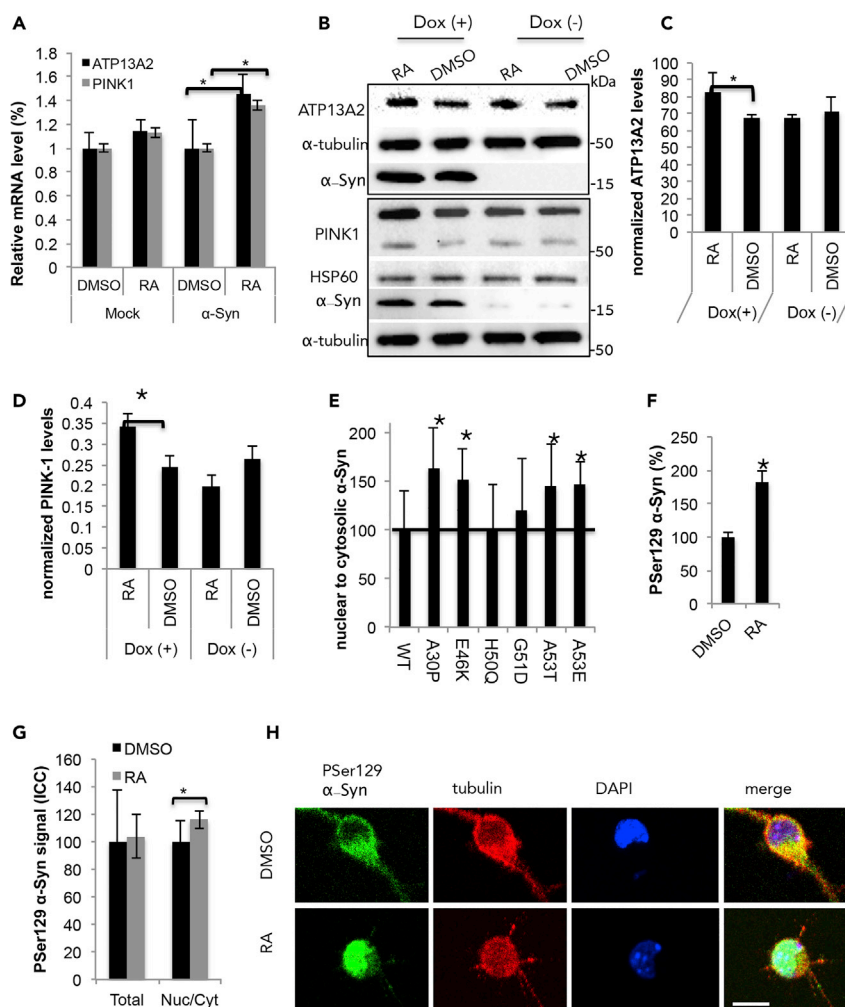 A
ATP13A2
PINK1
Relative mRNA level (%)
1.8
1.6
1.4
1.2
1
0.8
0.6
0.4
0.2
0
*
*
DMSO
RA
DMSO
RA
Mock
α-Syn
B
Dox (+)
Dox (-)
RA
DMSO
RA
DMSO
kDa
ATP13A2
α-tubulin
-50
α-Syn
-15
PINK1
-50
HSP60
α-Syn
-15
α-tubulin
-50
C
normalized ATP13A2 levels
100
90
80
70
60
50
40
30
20
10
0
*
RA
DMSO
RA
DMSO
Dox(+)
Dox (-)
D
normalized PINK-1 levels
0.4
0.35
0.3
0.25
0.2
0.15
0.1
0.05
0
*
RA
DMSO
RA
DMSO
Dox (+)
Dox (-)
E
nuclear to cytosolic α-Syn
200
150
100
50
0
*
*
*
*
WT
A30P
E46K
H50Q
G51D
A53T
A53E
F
PSer129 α-Syn (%)
250
200
150
100
50
0
*
DMSO
RA
G
DMSO
RA
PSer129 α-Syn signal (ICC)
160
140
120
100
80
60
40
20
0
*
Total
Nuc/Cyt
H
PSer129
α-Syn
tubulin
DAPI
merge
DMSO
RA